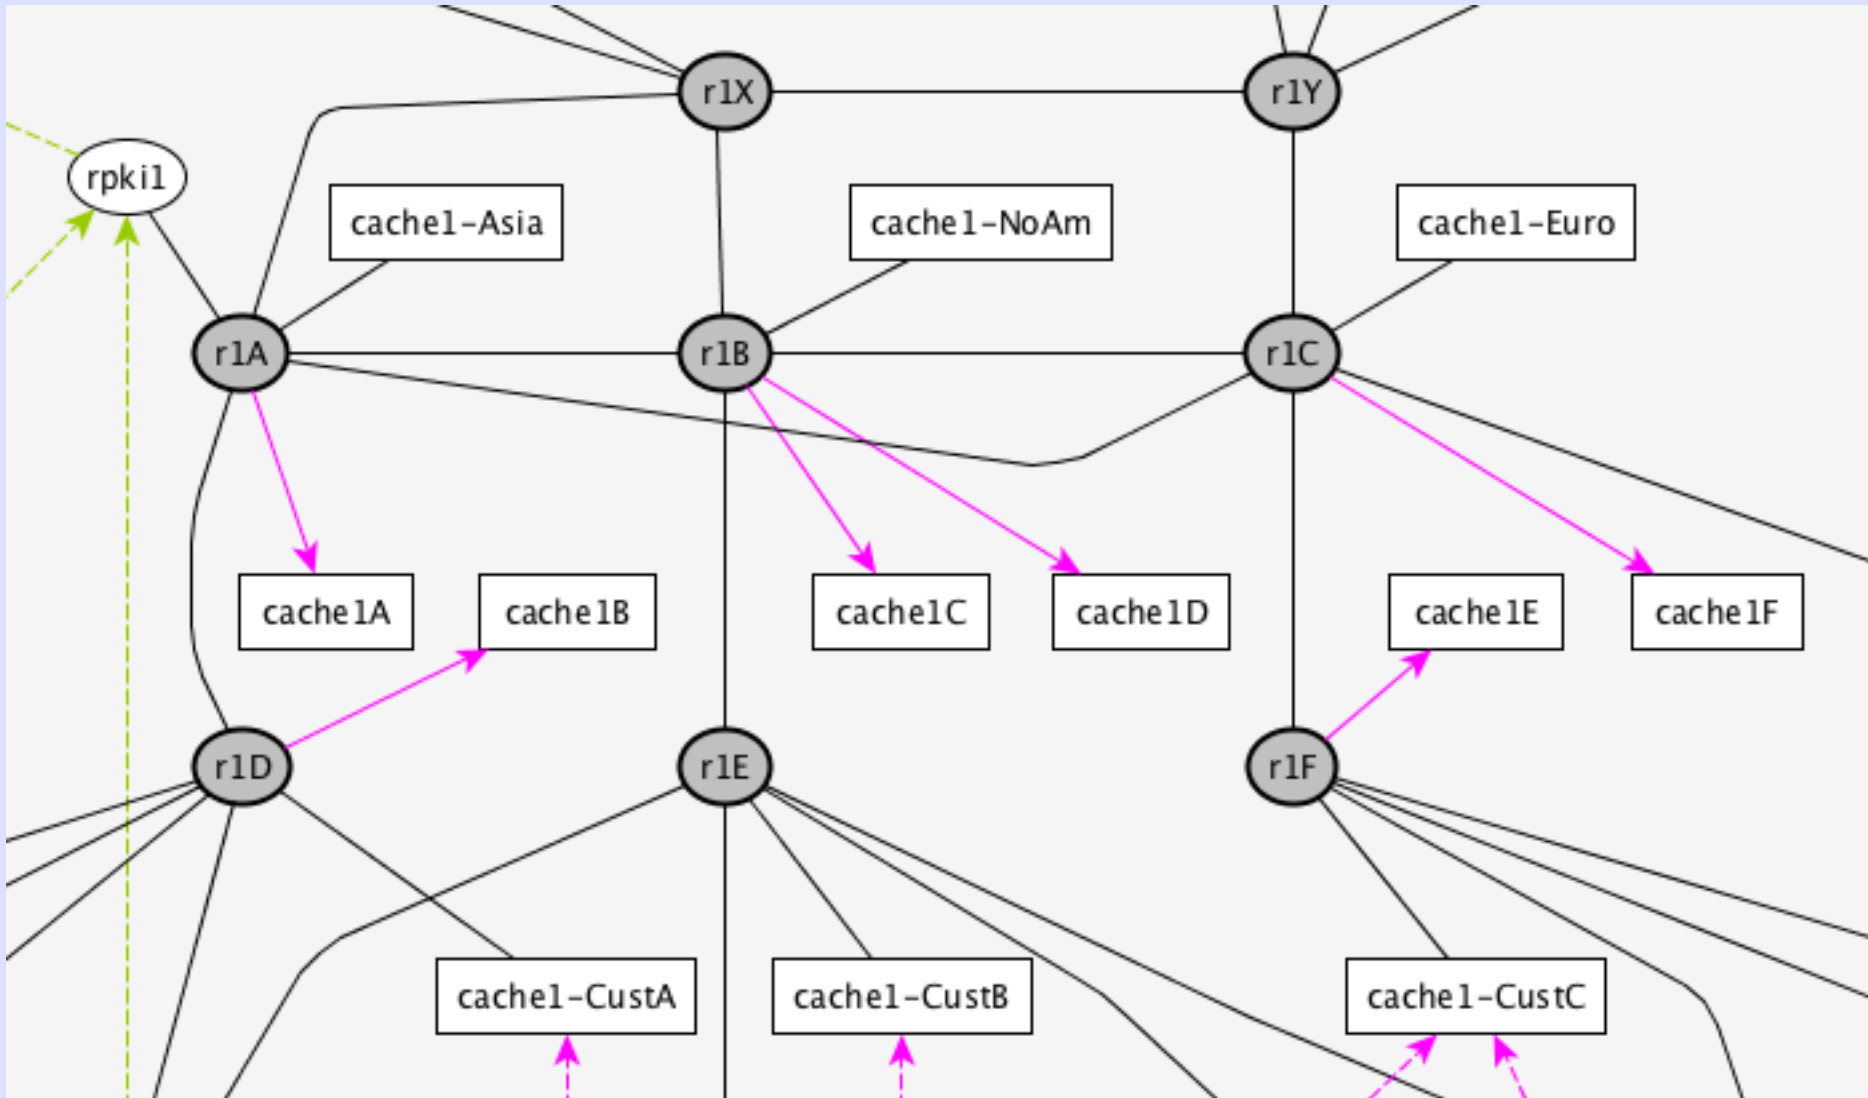 r1X
r1Y
rpki1
cache1-Asia
cache1-NoAm
cache1-Euro
r1A
r1B
r1C
cache1A
cache1B
cache1C
cache1D
cache1E
cache1F
r1D
r1E
r1F
cache1-CustA
cache1-CustB
cache1-CustC